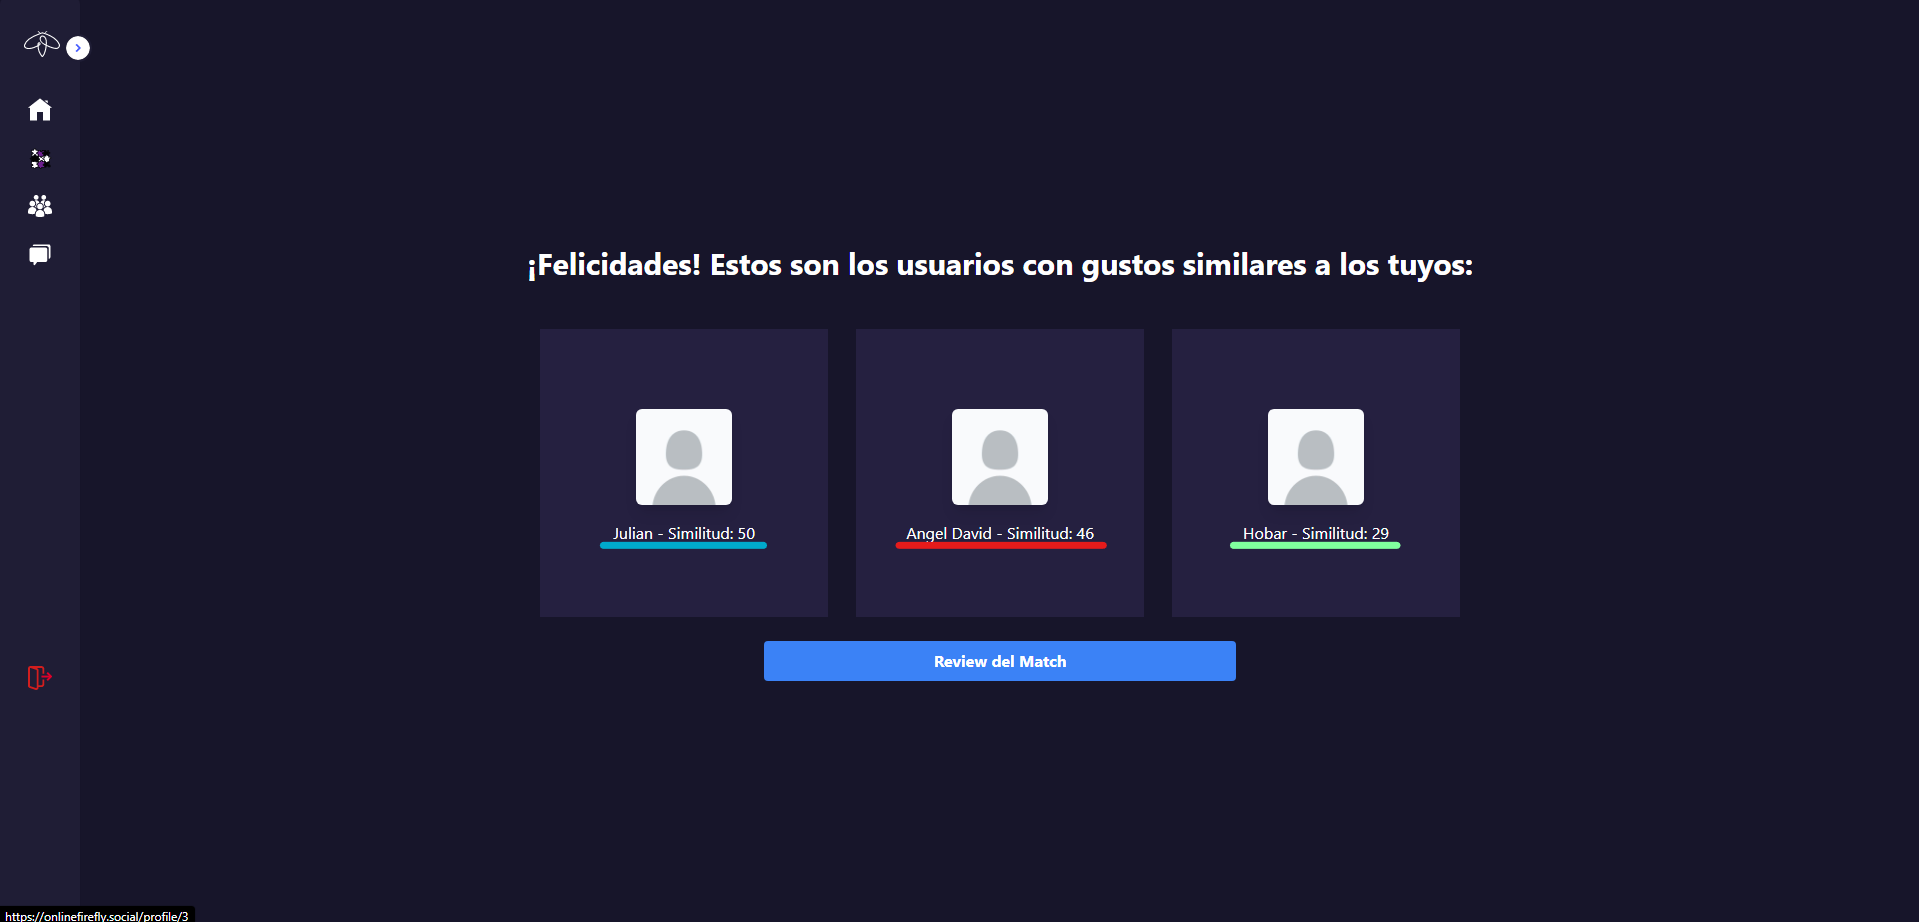 ¡Felicidades! Estos son los usuarios con gustos similares a los tuyos:
Julian - Similitud: 50
Angel David - Similitud: 46
Hobar - Similitud: 29
Review del Match
https://onlinefirefly.social/profile/3